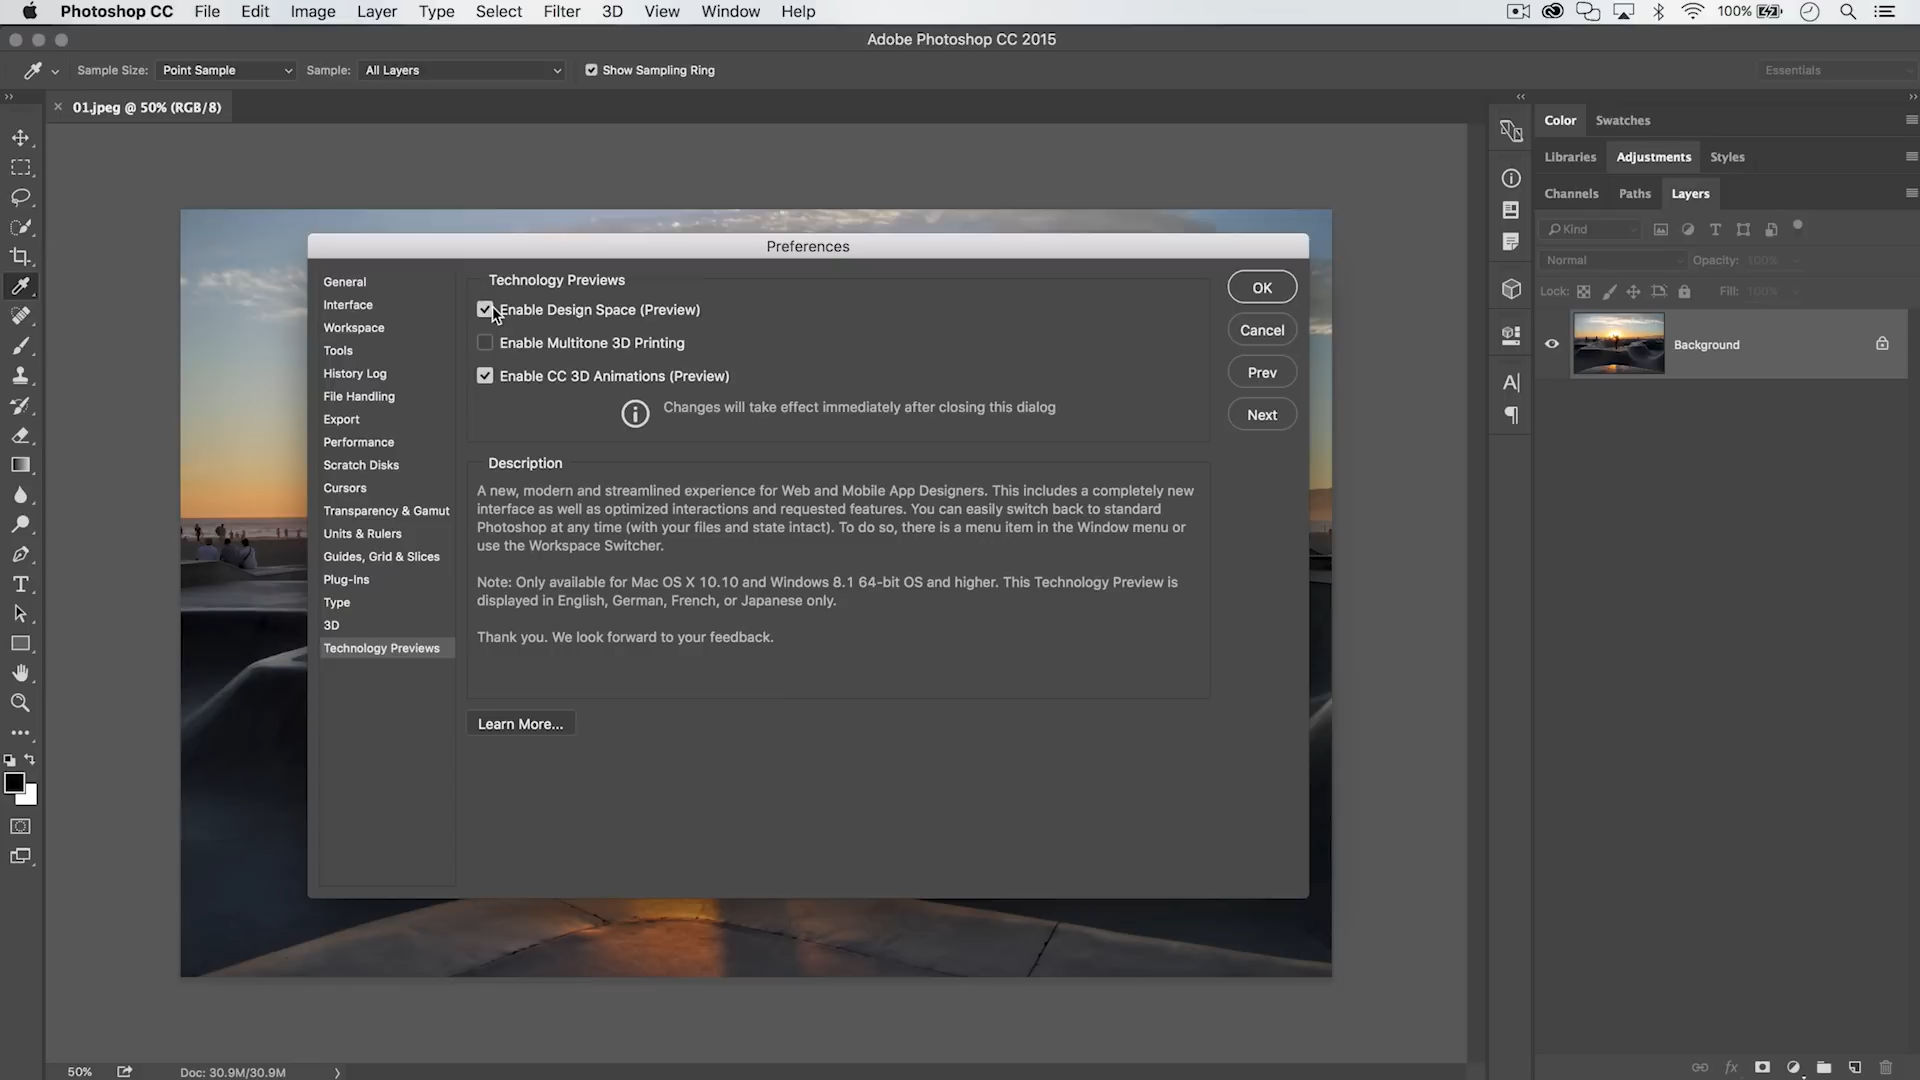 Photoshop CC File Edit Image Layer Type Select Filter 3D View Window Help 100%
Adobe Photoshop CC 2015
Sample Size: Point Sample Sample: All Layers Show Sampling Ring Essentials
01.jpeg @ 50% (RGB/8)
Color Swatches
Libraries Adjustments Styles
Channels Paths Layers
Kind
Normal Opacity: 100%
Lock: Fill: 100%
Background
Preferences
General
Interface
Workspace
Tools
History Log
File Handling
Export
Performance
Scratch Disks
Cursors
Transparency & Gamut
Units & Rulers
Guides, Grid & Slices
Plug-Ins
Type
3D
Technology Previews
Technology Previews
Enable Design Space (Preview)
Enable Multitone 3D Printing
Enable CC 3D Animations (Preview)
Changes will take effect immediately after closing this dialog
Description
A new, modern and streamlined experience for Web and Mobile App Designers. This includes a completely new
interface as well as optimized interactions and requested features. You can easily switch back to standard
Photoshop at any time (with your files and state intact). To do so, there is a menu item in the Window menu or
use the Workspace Switcher.
Note: Only available for Mac OS X 10.10 and Windows 8.1 64-bit OS and higher. This Technology Preview is
displayed in English, German, French, or Japanese only.
Thank you. We look forward to your feedback.
Learn More...
OK
Cancel
Prev
Next
50% Doc: 30.9M/30.9M
fx